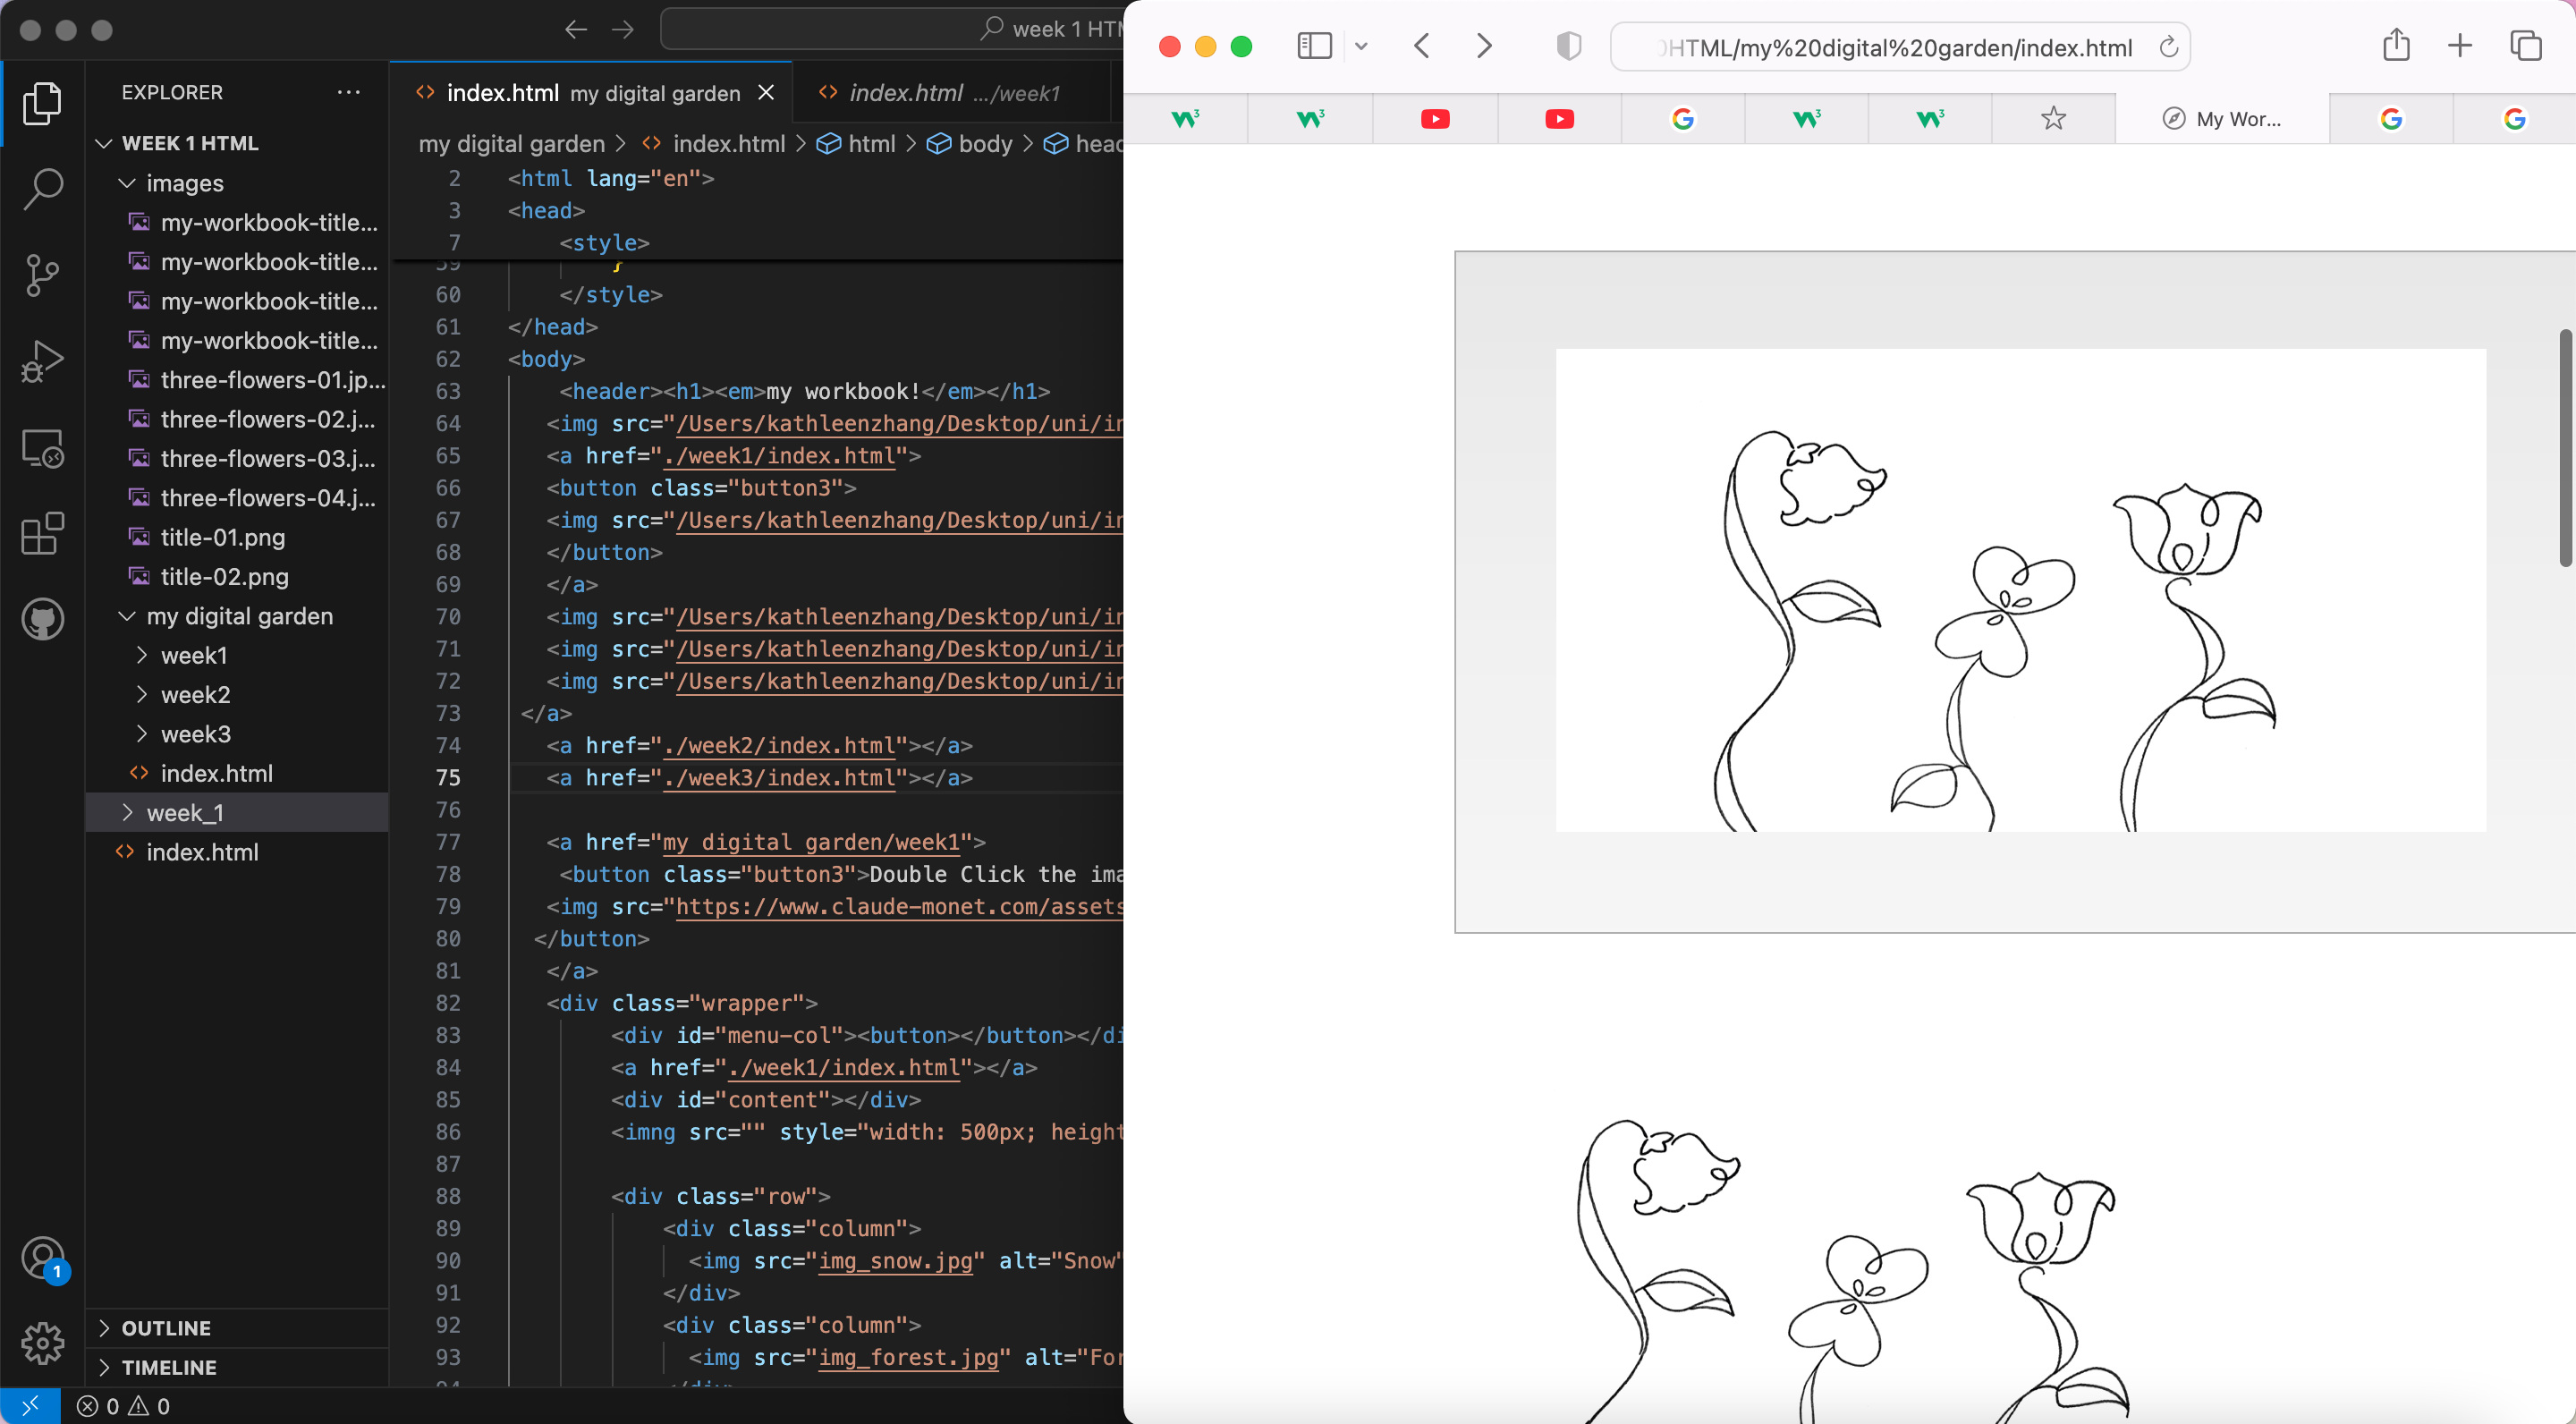 week 1 HTM
EXPLORER
WEEK 1 HTML
images
my-workbook-title...
my-workbook-title...
my-workbook-title...
my-workbook-title...
three-flowers-01.jp...
three-flowers-02.j...
three-flowers-03.j...
three-flowers-04.j...
title-01.png
title-02.png
my digital garden
week1
week2
week3
index.html
week_1
index.html
OUTLINE
TIMELINE
1
0 0
index.html my digital garden
index.html .../week1
my digital garden > index.html > html > body > head
2 <html lang="en">
3 <head>
7 <style>
59 }
60 </style>
61 </head>
62 <body>
63 <header><h1><em>my workbook!</em></h1>
64 <img src="/Users/kathleenzhang/Desktop/uni/in
65 <a href="./week1/index.html">
66 <button class="button3">
67 <img src="/Users/kathleenzhang/Desktop/uni/in
68 </button>
69 </a>
70 <img src="/Users/kathleenzhang/Desktop/uni/in
71 <img src="/Users/kathleenzhang/Desktop/uni/in
72 <img src="/Users/kathleenzhang/Desktop/uni/in
73 </a>
74 <a href="./week2/index.html"></a>
75 <a href="./week3/index.html"></a>
76
77 <a href="my digital garden/week1">
78 <button class="button3">Double Click the ima
79 <img src="https://www.claude-monet.com/assets
80 </button>
81 </a>
82 <div class="wrapper">
83 <div id="menu-col"><button></button></di
84 <a href="./week1/index.html"></a>
85 <div id="content"></div>
86 <imng src="" style="width: 500px; height
87
88 <div class="row">
89 <div class="column">
90 <img src="img_snow.jpg" alt="Snow"
91 </div>
92 <div class="column">
93 <img src="img_forest.jpg" alt="For
HTML/my%20digital%20garden/index.html
My Wor...